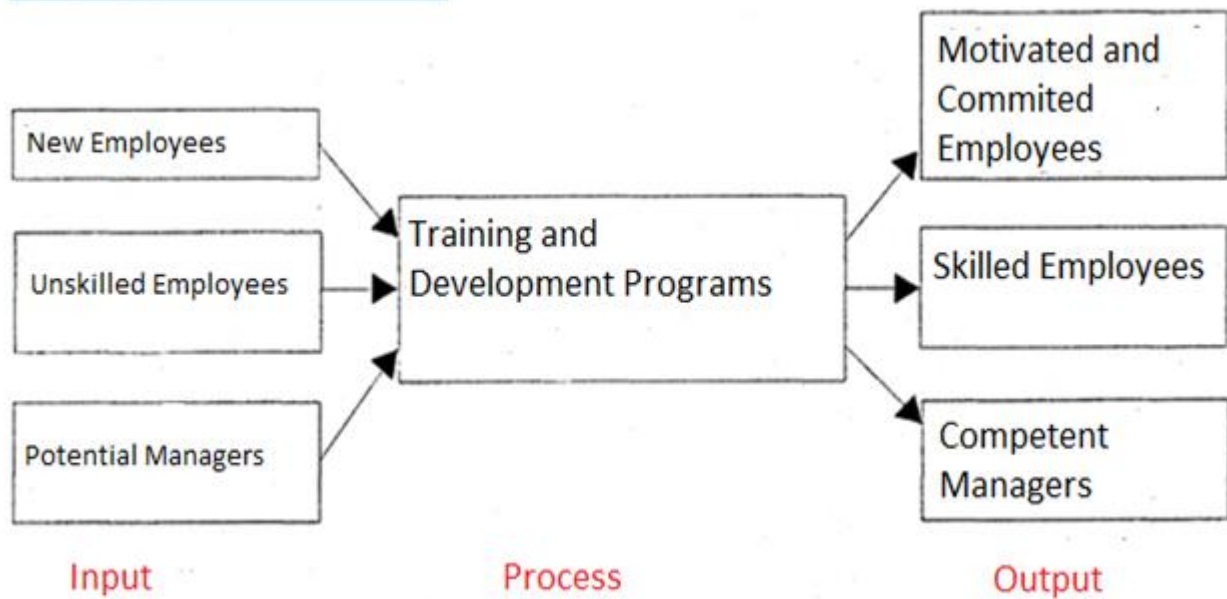 New Employees
Unskilled Employees
Potential Managers
Training and
Development Programs
Motivated and
Commited
Employees
Skilled Employees
Competent
Managers
Input
Process
Output